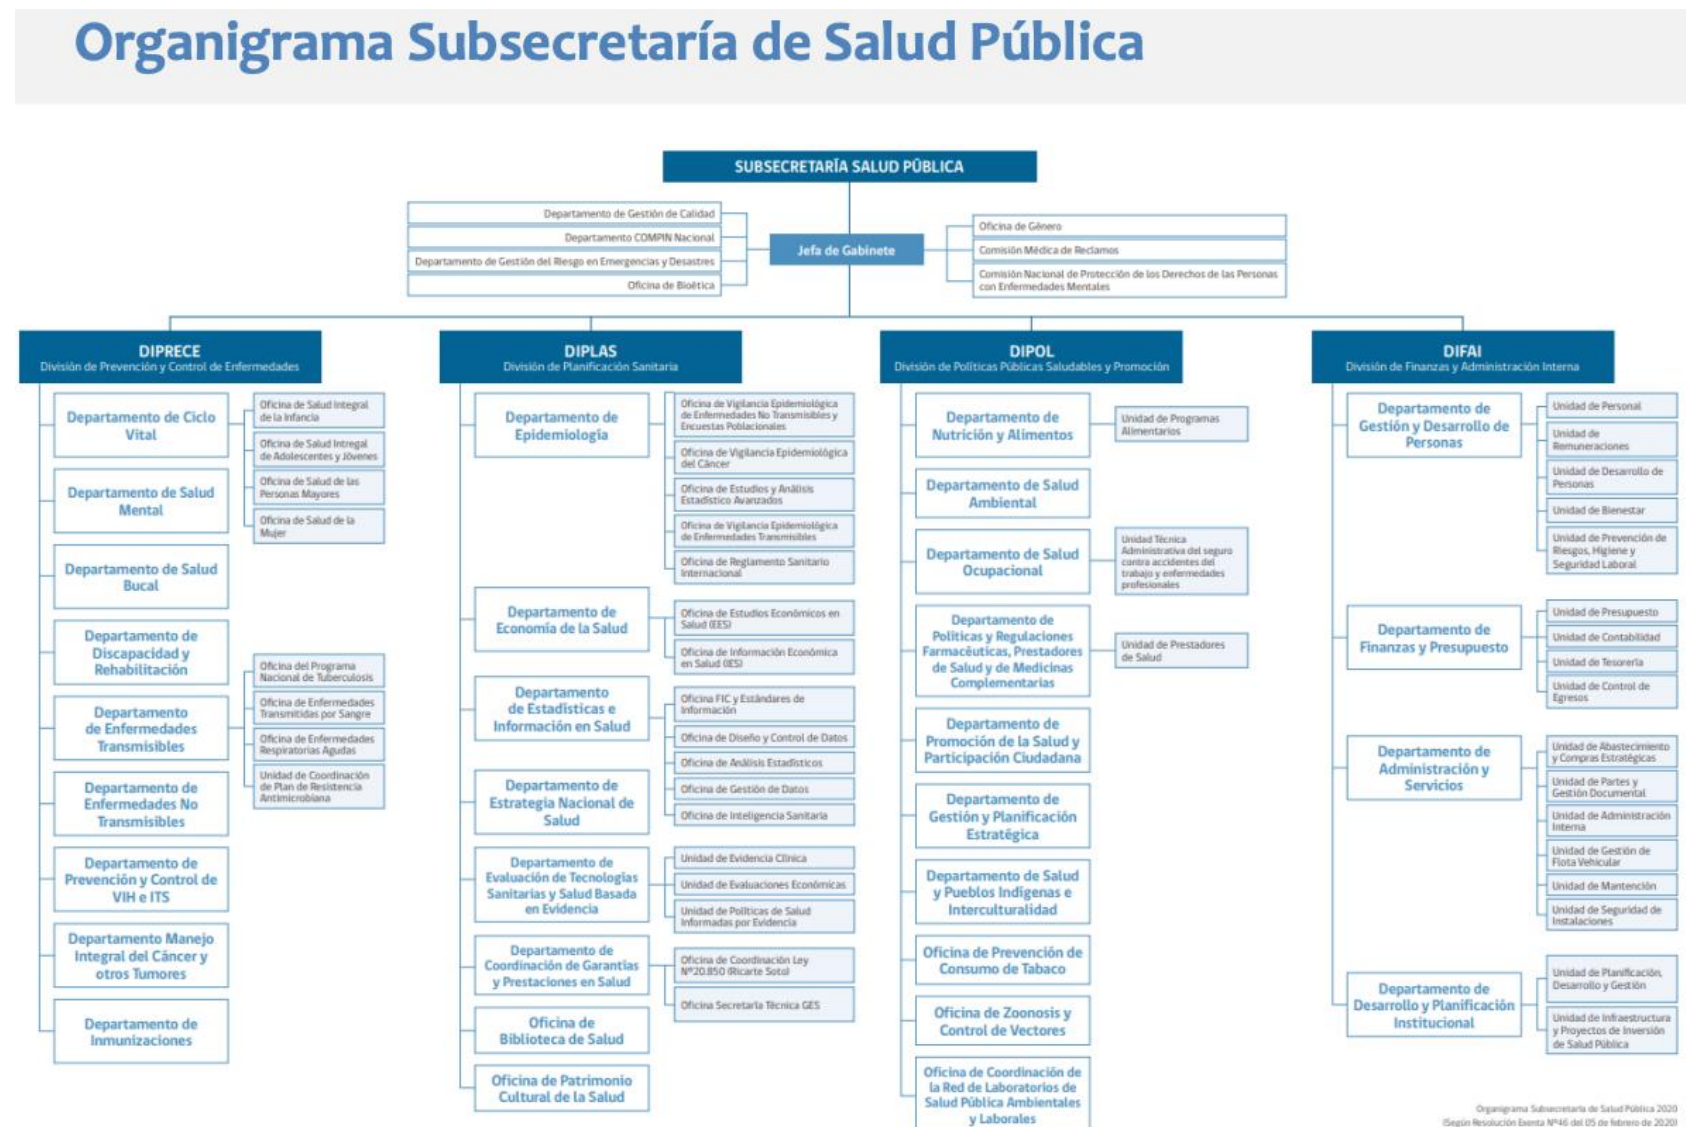 Organigrama Subsecretaría de Salud Pública
SUBSECRETARÍA SALUD PÚBLICA
Departamento de Gestión de Calidad
Departamento COMPIN Nacional
Departamento de Gestión del Riesgo en Emergencias y Desastres
Oficina de Bioética
Jefa de Gabinete
Oficina de Género
Comisión Médica de Reclamos
Comisión Nacional de Protección de los Derechos de las Personas
con Enfermedades Mentales
DIPRECE
División de Prevención y Control de Enfermedades
Departamento de Ciclo
Vital
Oficina de Salud Integral
de la Infancia
Oficina de Salud Intregal
de Adolescentes y Jóvenes
Oficina de Salud de las
Personas Mayores
Oficina de Salud de la
Mujer
Departamento de Salud
Mental
Departamento de Salud
Bucal
Departamento de
Discapacidad y
Rehabilitación
Departamento
de Enfermedades
Transmisibles
Oficina del Programa
Nacional de Tuberculosis
Oficina de Enfermedades
Transmitidas por Sangre
Oficina de Enfermedades
Respiratorias Agudas
Unidad de Coordinación
de Plan de Resistencia
Antimicrobiana
Departamento de
Enfermedades No
Transmisibles
Departamento de
Prevención y Control de
VIH e ITS
Departamento Manejo
Integral del Cáncer y
otros Tumores
Departamento de
Inmunizaciones
DIPLAS
División de Planificación Sanitaria
Departamento de
Epidemiología
Oficina de Vigilancia Epidemiológica
de Enfermedades No Transmisibles y
Encuestas Poblacionales
Oficina de Vigilancia Epidemiológica
del Cáncer
Oficina de Estudios y Análisis
Estadístico Avanzados
Oficina de Vigilancia Epidemiológica
de Enfermedades Transmisibles
Oficina de Reglamento Sanitario
Internacional
Departamento de
Economía de la Salud
Oficina de Estudios Económicos en
Salud (EES)
Oficina de Información Económica
en Salud (IES)
Departamento
de Estadísticas e
Información en Salud
Oficina FIC y Estándares de
Información
Oficina de Diseño y Control de Datos
Oficina de Análisis Estadísticos
Oficina de Gestión de Datos
Oficina de Inteligencia Sanitaria
Departamento de
Estrategia Nacional de
Salud
Departamento de
Evaluación de Tecnologías
Sanitarias y Salud Basada
en Evidencia
Unidad de Evidencia Clínica
Unidad de Evaluaciones Económicas
Unidad de Políticas de Salud
Informadas por Evidencia
Departamento de
Coordinación de Garantías
y Prestaciones en Salud
Oficina de Coordinación Ley
Nº20.850 (Ricarte Soto)
Oficina Secretaría Técnica GES
Oficina de
Biblioteca de Salud
Oficina de Patrimonio
Cultural de la Salud
DIPOL
División de Políticas Públicas Saludables y Promoción
Departamento de
Nutrición y Alimentos
Unidad de Programas
Alimentarios
Departamento de Salud
Ambiental
Departamento de Salud
Ocupacional
Unidad Técnica
Administrativa del seguro
contra accidentes del
trabajo y enfermedades
profesionales
Departamento de
Políticas y Regulaciones
Farmacéuticas, Prestadores
de Salud y de Medicinas
Complementarias
Unidad de Prestadores
de Salud
Departamento de
Promoción de la Salud y
Participación Ciudadana
Departamento de
Gestión y Planificación
Estratégica
Departamento de Salud
y Pueblos Indígenas e
Interculturalidad
Oficina de Prevención de
Consumo de Tabaco
Oficina de Zoonosis y
Control de Vectores
Oficina de Coordinación de
la Red de Laboratorios de
Salud Pública Ambientales
y Laborales
DIFAI
División de Finanzas y Administración Interna
Departamento de
Gestión y Desarrollo de
Personas
Unidad de Personal
Unidad de
Remuneraciones
Unidad de Desarrollo de
Personas
Unidad de Bienestar
Unidad de Prevención de
Riesgos, Higiene y
Seguridad Laboral
Departamento de
Finanzas y Presupuesto
Unidad de Presupuesto
Unidad de Contabilidad
Unidad de Tesorería
Unidad de Control de
Egresos
Departamento de
Administración y
Servicios
Unidad de Abastecimiento
y Compras Estratégicas
Unidad de Partes y
Gestión Documental
Unidad de Administración
Interna
Unidad de Gestión de
Flota Vehicular
Unidad de Mantención
Unidad de Seguridad de
Instalaciones
Departamento de
Desarrollo y Planificación
Institucional
Unidad de Planificación,
Desarrollo y Gestión
Unidad de Infraestructura
y Proyectos de Inversión
de Salud Pública
Organigrama Subsecretaría de Salud Pública 2020
(Según Resolución Exenta Nº46 del 05 de febrero de 2020)